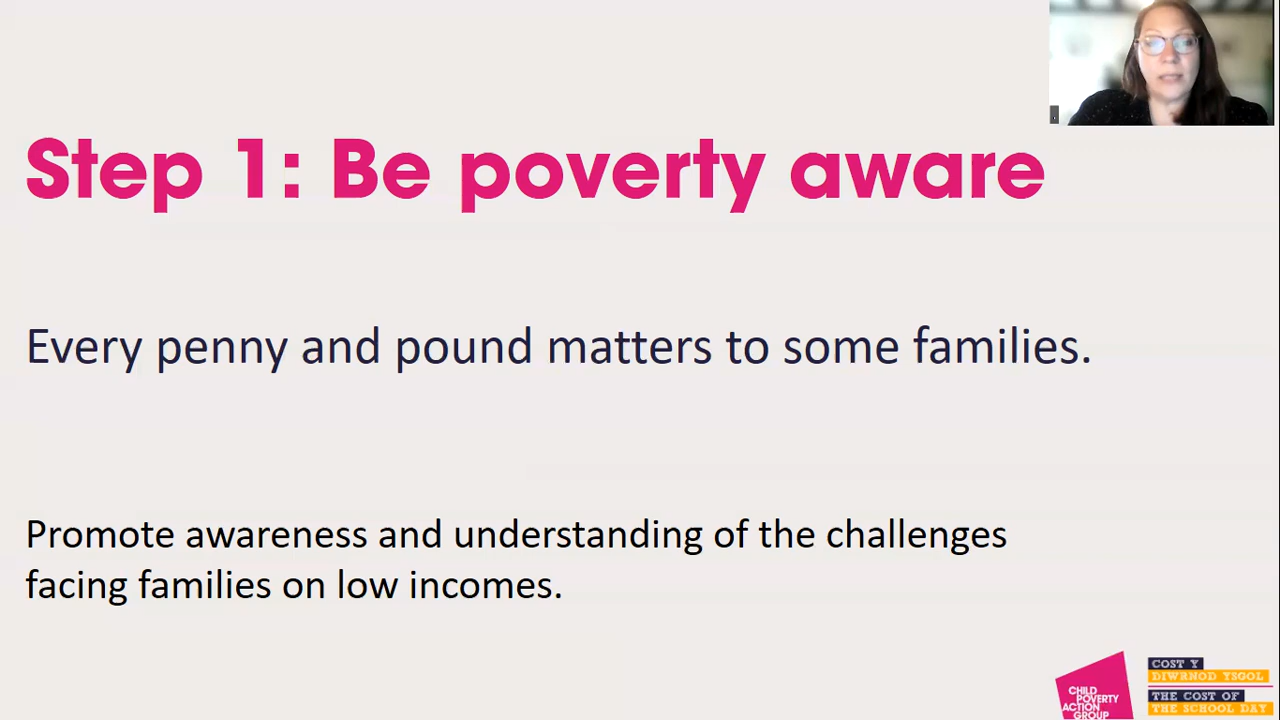 Step 1: Be poverty aware
Every penny and pound matters to some families.
Promote awareness and understanding of the challenges
facing families on low incomes.
CHILD
POVERTY
ACTION
GROUP
COST Y
DIWRNOD YSGOL
THE COST OF
THE SCHOOL DAY